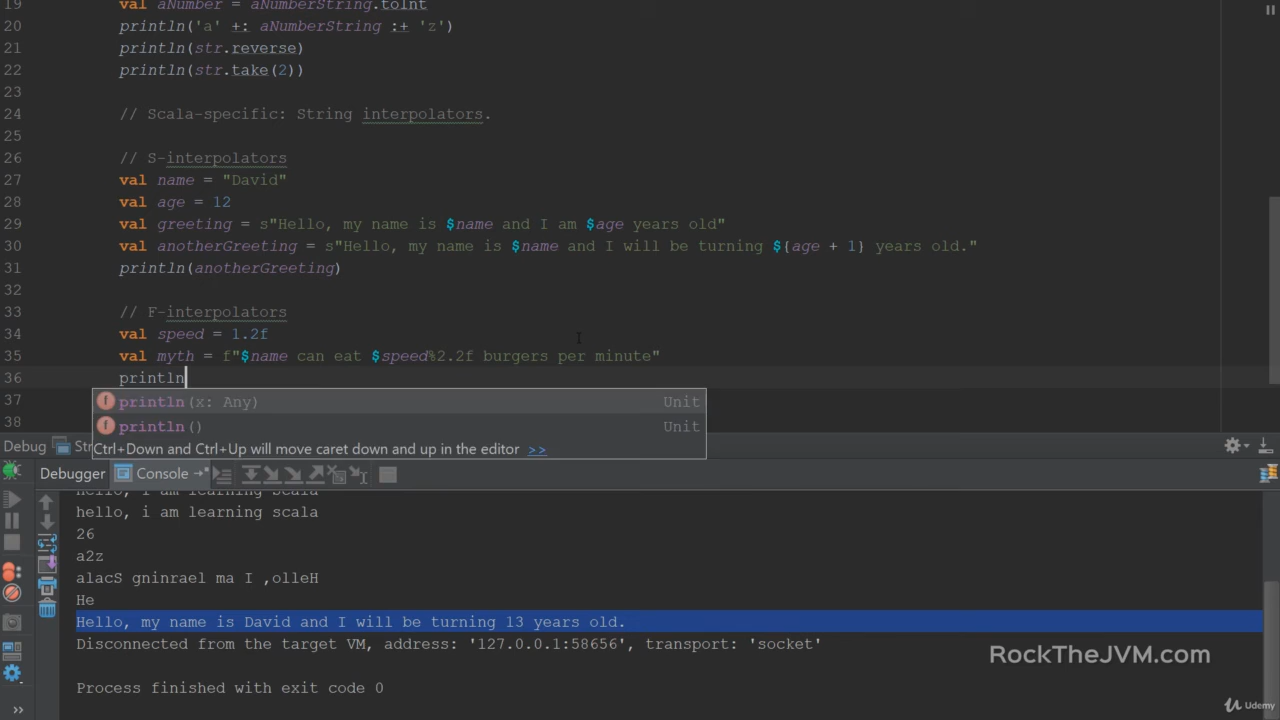 19 val aNumber = aNumberString.toInt
20 println('a' +: aNumberString :+ 'z')
21 println(str.reverse)
22 println(str.take(2))
23
24 // Scala-specific: String interpolators.
25
26 // S-interpolators
27 val name = "David"
28 val age = 12
29 val greeting = s"Hello, my name is $name and I am $age years old"
30 val anotherGreeting = s"Hello, my name is $name and I will be turning ${age + 1} years old."
31 println(anotherGreeting)
32
33 // F-interpolators
34 val speed = 1.2f
35 val myth = f"$name can eat $speed%2.2f burgers per minute"
36 println
37 f println(x: Any) Unit
38 f println() Unit
Ctrl+Down and Ctrl+Up will move caret down and up in the editor >>
Debug Str
Debugger Console
hello, i am learning scala
hello, i am learning scala
26
a2z
alacS gninrael ma I ,olleH
He
Hello, my name is David and I will be turning 13 years old.
Disconnected from the target VM, address: '127.0.0.1:58656', transport: 'socket'
RockTheJVM.com
Process finished with exit code 0
Udemy